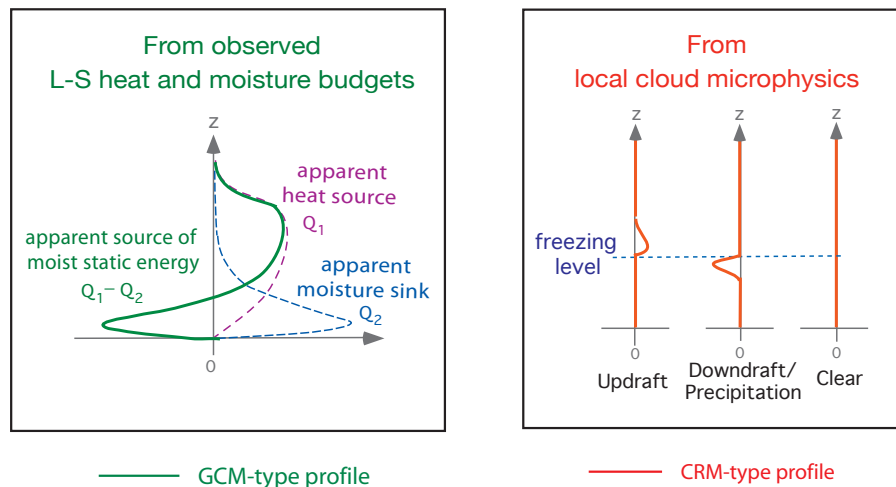 From observed
L-S heat and moisture budgets
z
apparent
heat source
Q1
apparent source of
moist static energy
Q1 – Q2
apparent
moisture sink
Q2
0
GCM-type profile
From
local cloud microphysics
z
z
z
freezing
level
0
0
0
Updraft
Downdraft/
Precipitation
Clear
CRM-type profile